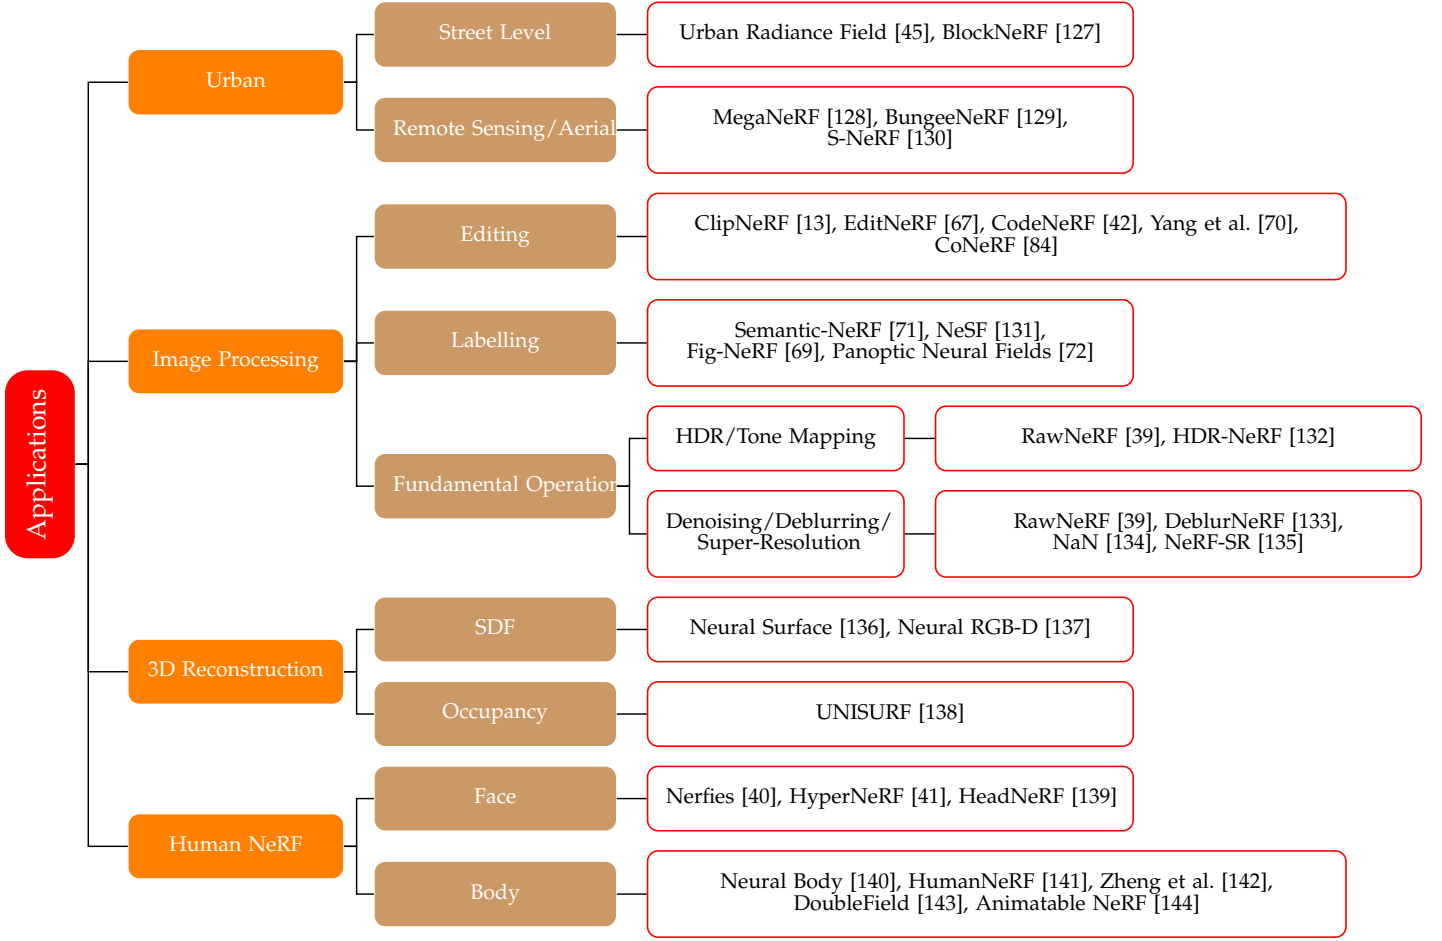 Applications
Urban
Street Level
Urban Radiance Field [45], BlockNeRF [127]
Remote Sensing/Aerial
MegaNeRF [128], BungeeNeRF [129],
S-NeRF [130]
Image Processing
Editing
ClipNeRF [13], EditNeRF [67], CodeNeRF [42], Yang et al. [70],
CoNeRF [84]
Labelling
Semantic-NeRF [71], NeSF [131],
Fig-NeRF [69], Panoptic Neural Fields [72]
Fundamental Operation
HDR/Tone Mapping
RawNeRF [39], HDR-NeRF [132]
Denoising/Deblurring/
Super-Resolution
RawNeRF [39], DeblurNeRF [133],
NaN [134], NeRF-SR [135]
3D Reconstruction
SDF
Neural Surface [136], Neural RGB-D [137]
Occupancy
UNISURF [138]
Human NeRF
Face
Nerfies [40], HyperNeRF [41], HeadNeRF [139]
Body
Neural Body [140], HumanNeRF [141], Zheng et al. [142],
DoubleField [143], Animatable NeRF [144]